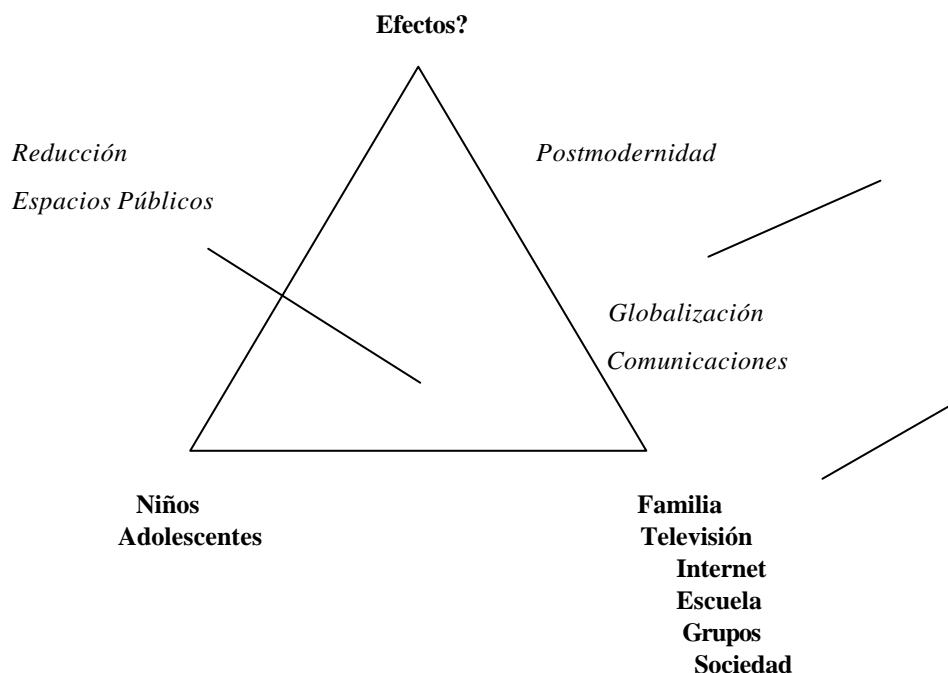 Efectos?
Reducción
Espacios Públicos
Postmodernidad
Globalización
Comunicaciones
Niños
Adolescentes
Familia
Televisión
Internet
Escuela
Grupos
Sociedad